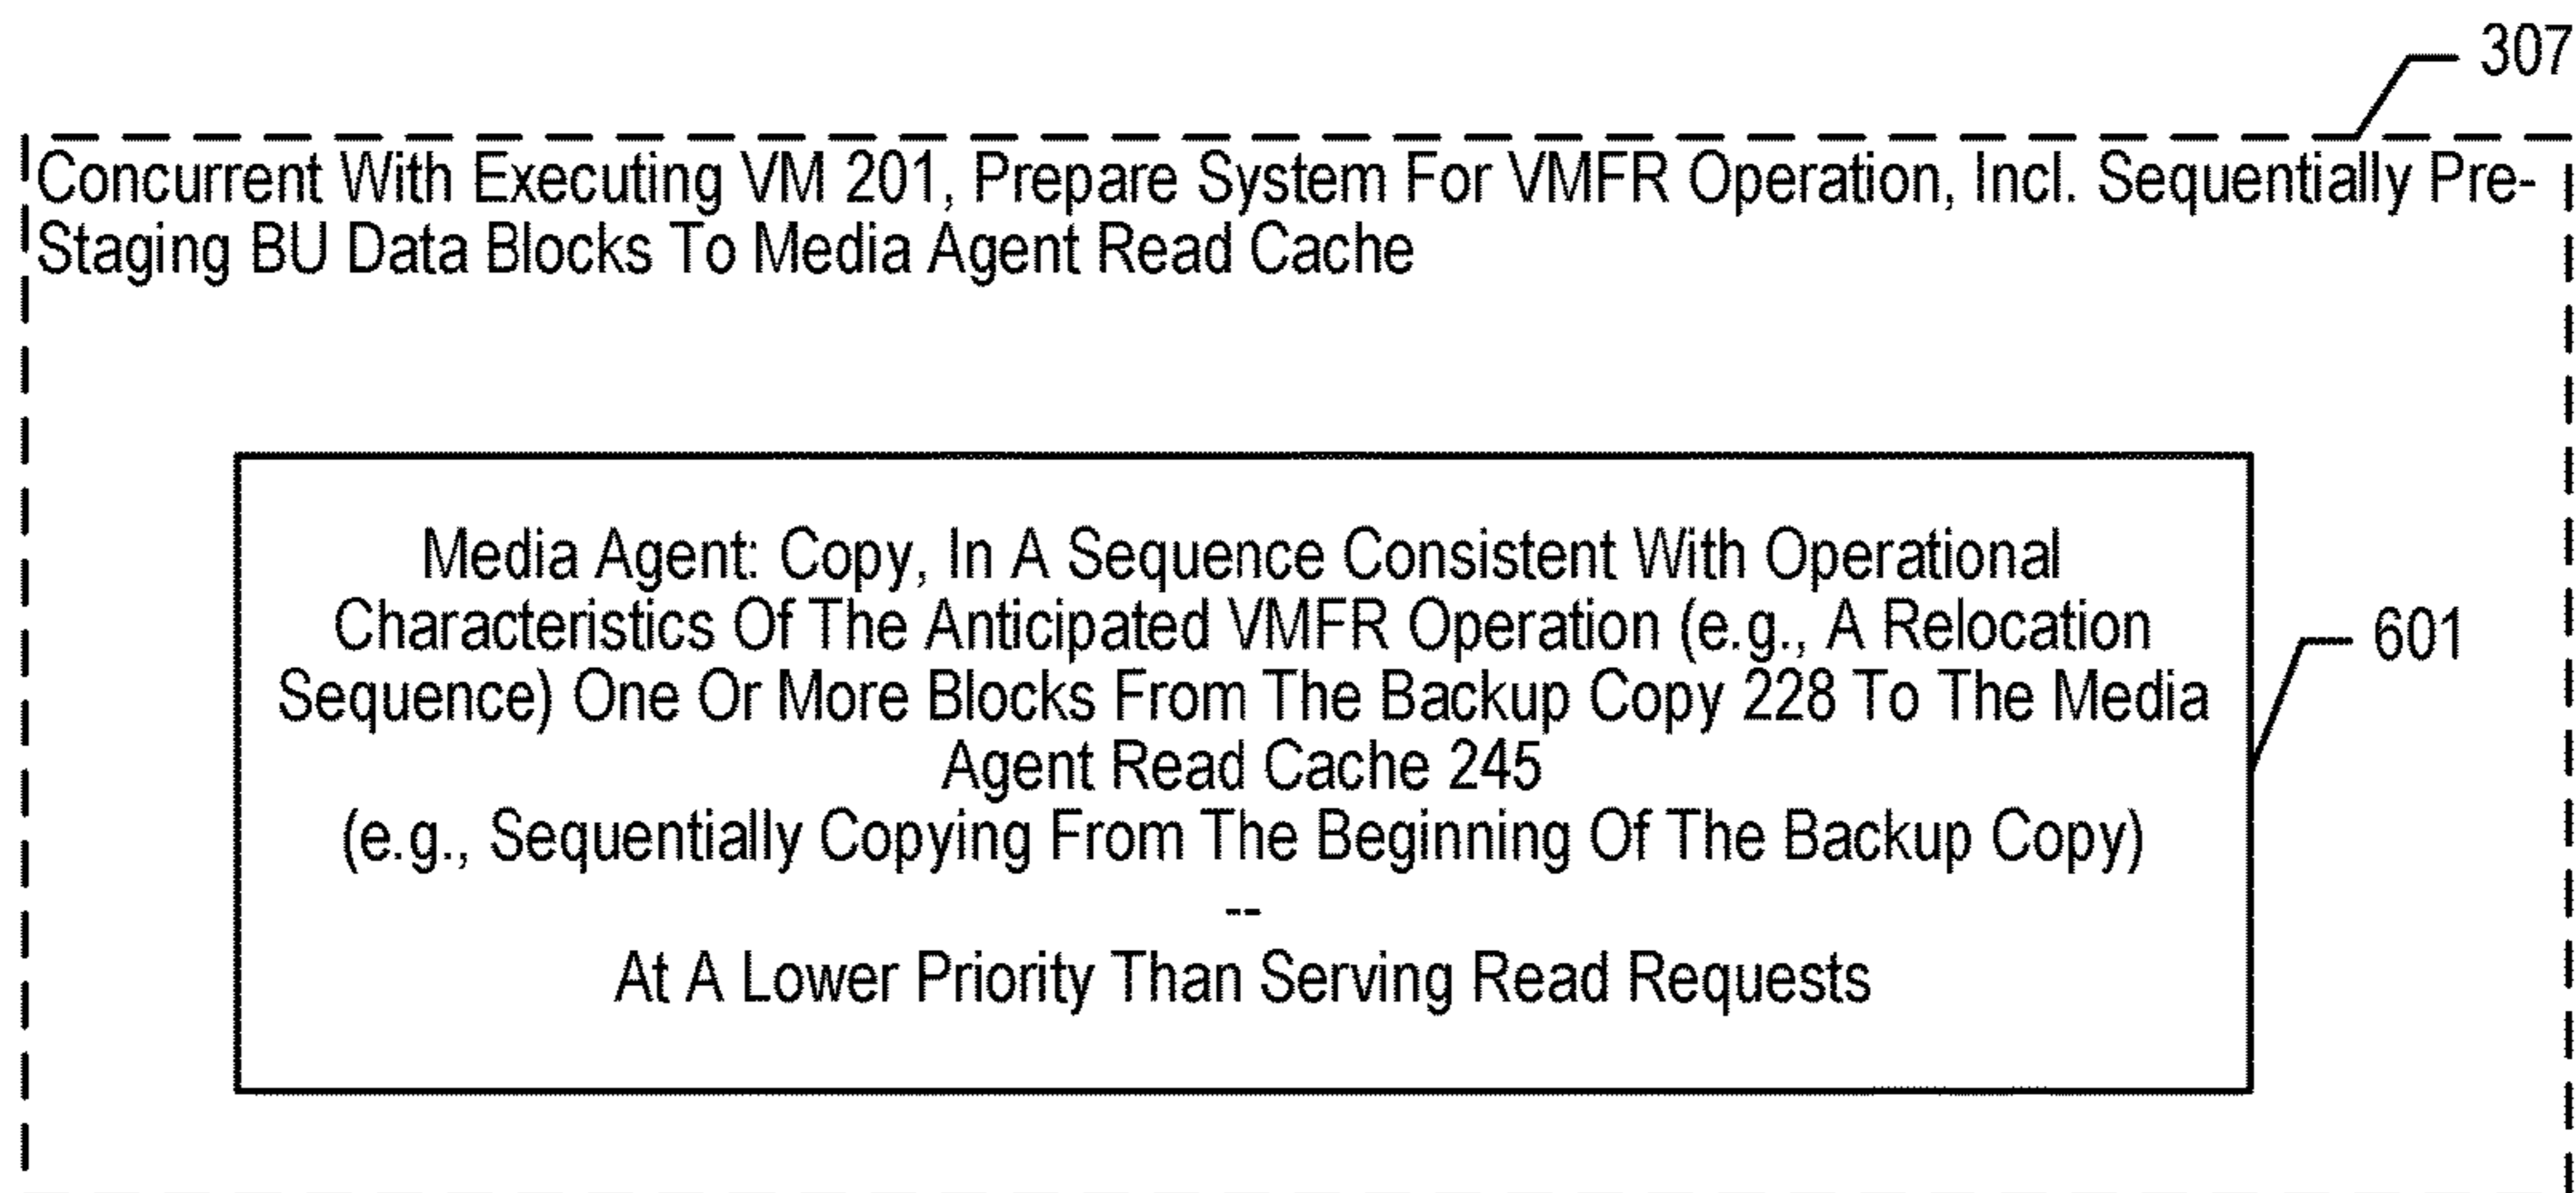 307
Concurrent With Executing VM 201, Prepare System For VMFR Operation, Incl. Sequentially Pre-
Staging BU Data Blocks To Media Agent Read Cache
Media Agent: Copy, In A Sequence Consistent With Operational
Characteristics Of The Anticipated VMFR Operation (e.g., A Relocation
Sequence) One Or More Blocks From The Backup Copy 228 To The Media
Agent Read Cache 245
(e.g., Sequentially Copying From The Beginning Of The Backup Copy)
--
At A Lower Priority Than Serving Read Requests
601